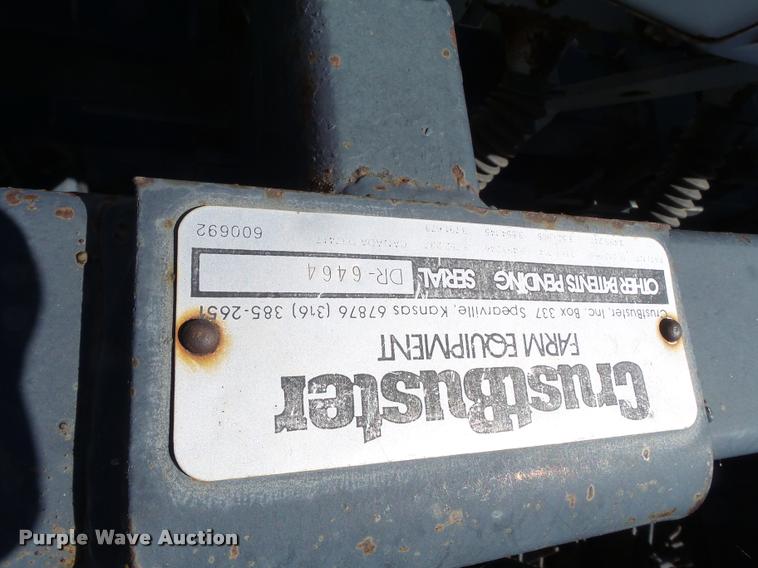 CrustBuster
FARM EQUIPMENT
CrustBuster, Inc. Box 337 Spearville, Kansas 67876 (316) 385-2651
OTHER PATENTS PENDING SERIAL DR-6464
CANADA
600692
Purple Wave Auction